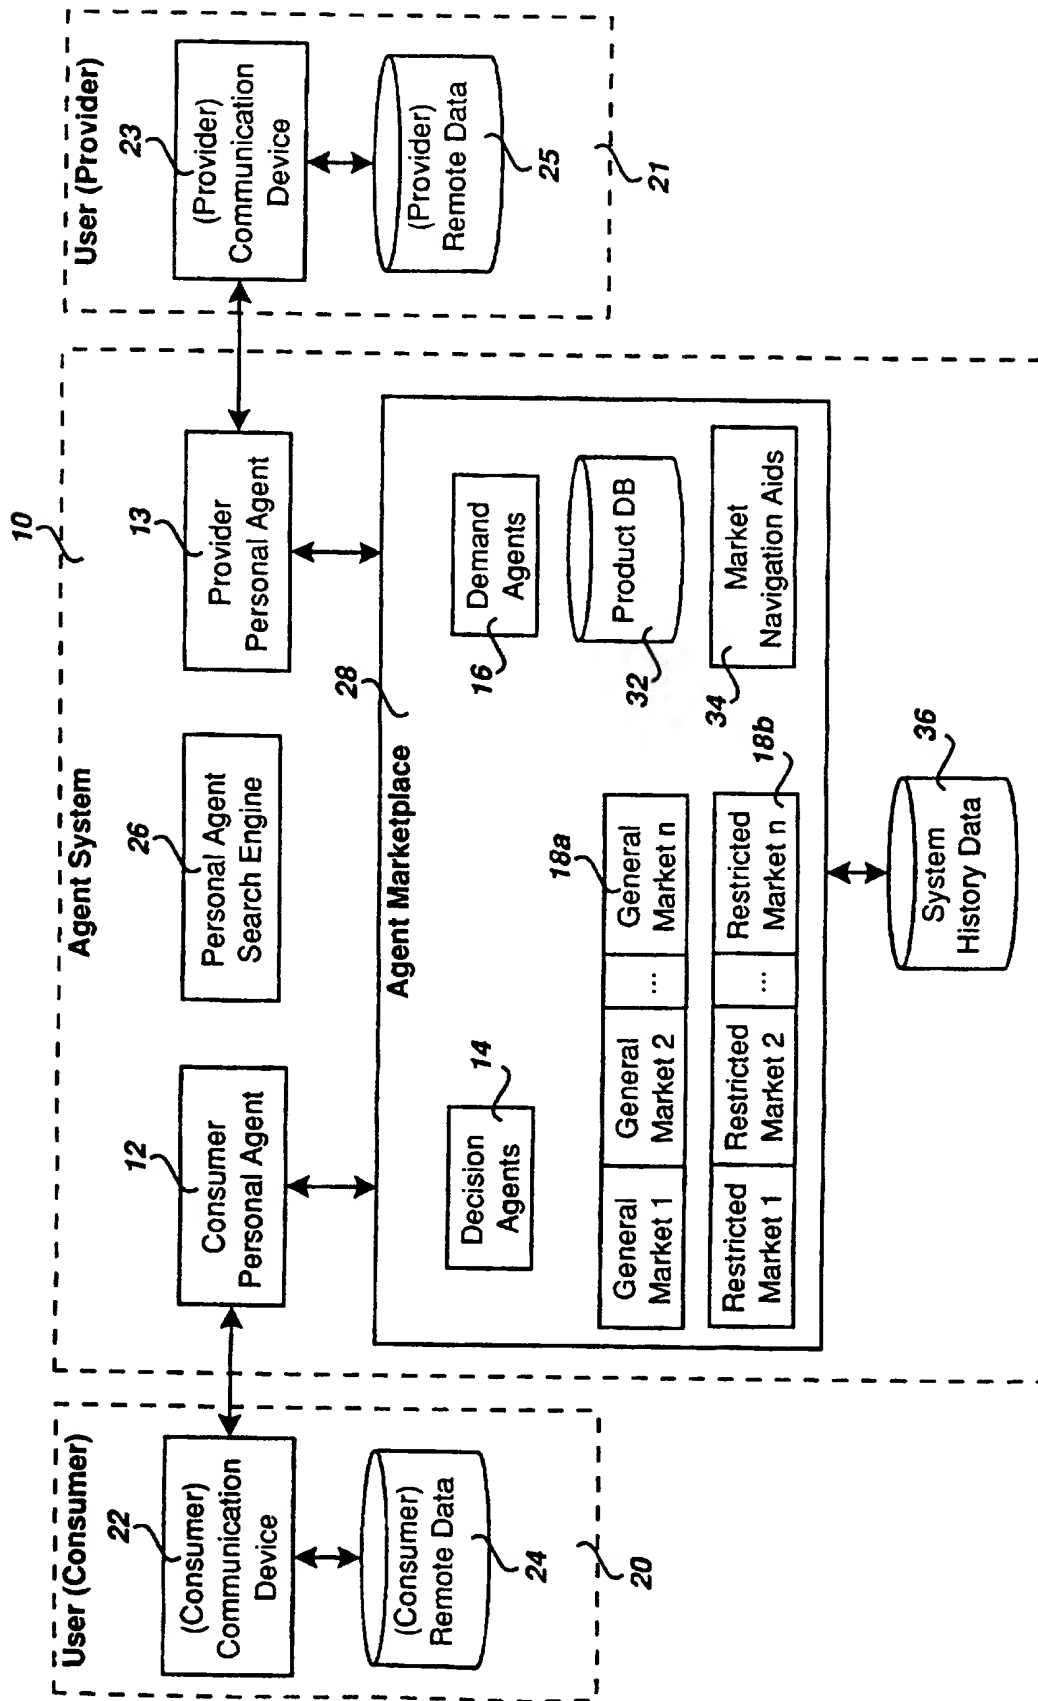 User (Consumer)
22
(Consumer)
Communication
Device
(Consumer)
Remote Data
24
20
10
Agent System
12
Consumer
Personal Agent
26
Personal Agent
Search Engine
13
Provider
Personal Agent
28
Agent Marketplace
14
Decision
Agents
16
Demand
Agents
18a
General
Market 1
General
Market 2
...
General
Market n
32
Product DB
18b
Restricted
Market 1
Restricted
Market 2
...
Restricted
Market n
34
Market
Navigation Aids
36
System
History Data
User (Provider)
23
(Provider)
Communication
Device
(Provider)
Remote Data
25
21